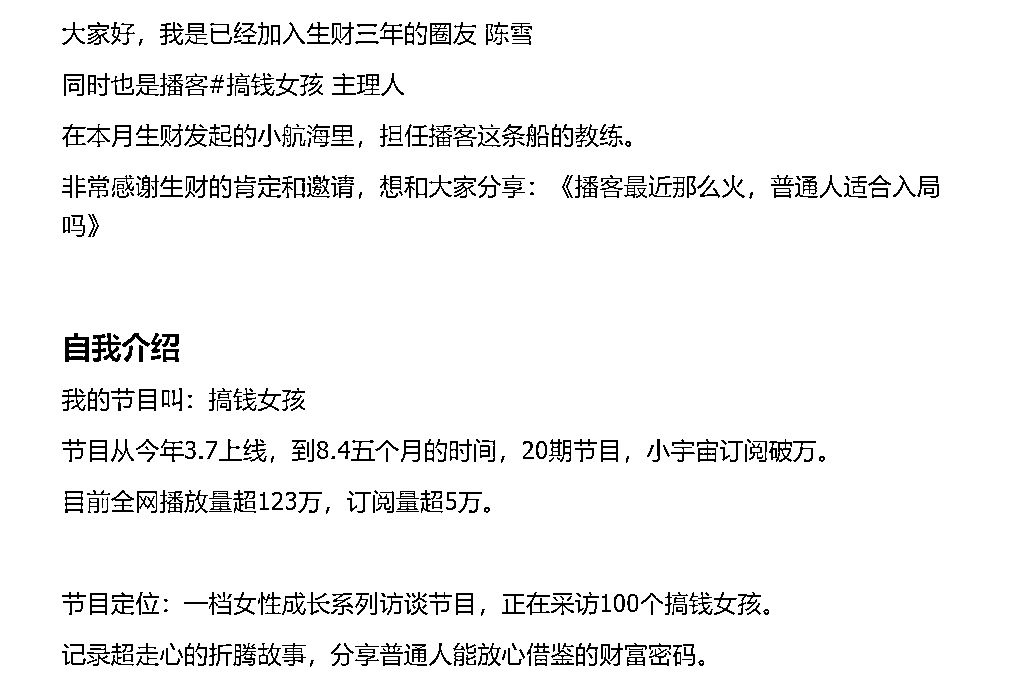 大家好，我是已经加入生财三年的圈友 陈雪
同时也是播客#搞钱女孩 主理人
在本月生财发起的小航海里，担任播客这条船的教练。
非常感谢生财的肯定和邀请，想和大家分享：《播客最近那么火，普通人适合入局
吗》
自我介绍
我的节目叫：搞钱女孩
节目从今年3.7上线，到8.4五个月的时间，20期节目，小宇宙订阅破万。
目前全网播放量超123万，订阅量超5万。
节目定位：一档女性成长系列访谈节目，正在采访100个搞钱女孩。
记录超走心的折腾故事，分享普通人能放心借鉴的财富密码。